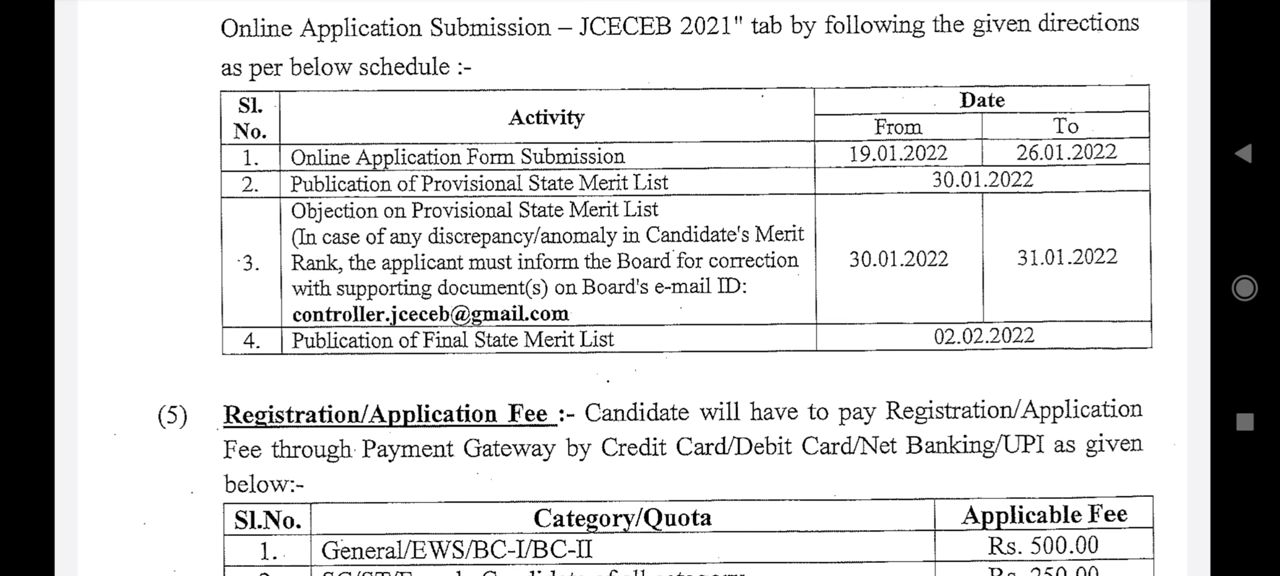 Online Application Submission – JCECEB 2021" tab by following the given directions
as per below schedule :-
Sl. No. Activity Date
From To
1. Online Application Form Submission 19.01.2022 26.01.2022
2. Publication of Provisional State Merit List 30.01.2022
Objection on Provisional State Merit List
(In case of any discrepancy/anomaly in Candidate's Merit
3. Rank, the applicant must inform the Board for correction 30.01.2022 31.01.2022
with supporting document(s) on Board's e-mail ID:
controller.jceceb@gmail.com
4. Publication of Final State Merit List 02.02.2022
(5) Registration/Application Fee :- Candidate will have to pay Registration/Application
Fee through Payment Gateway by Credit Card/Debit Card/Net Banking/UPI as given
below:-
Sl.No. Category/Quota Applicable Fee
1. General/EWS/BC-I/BC-II Rs. 500.00
Rs. 250.00